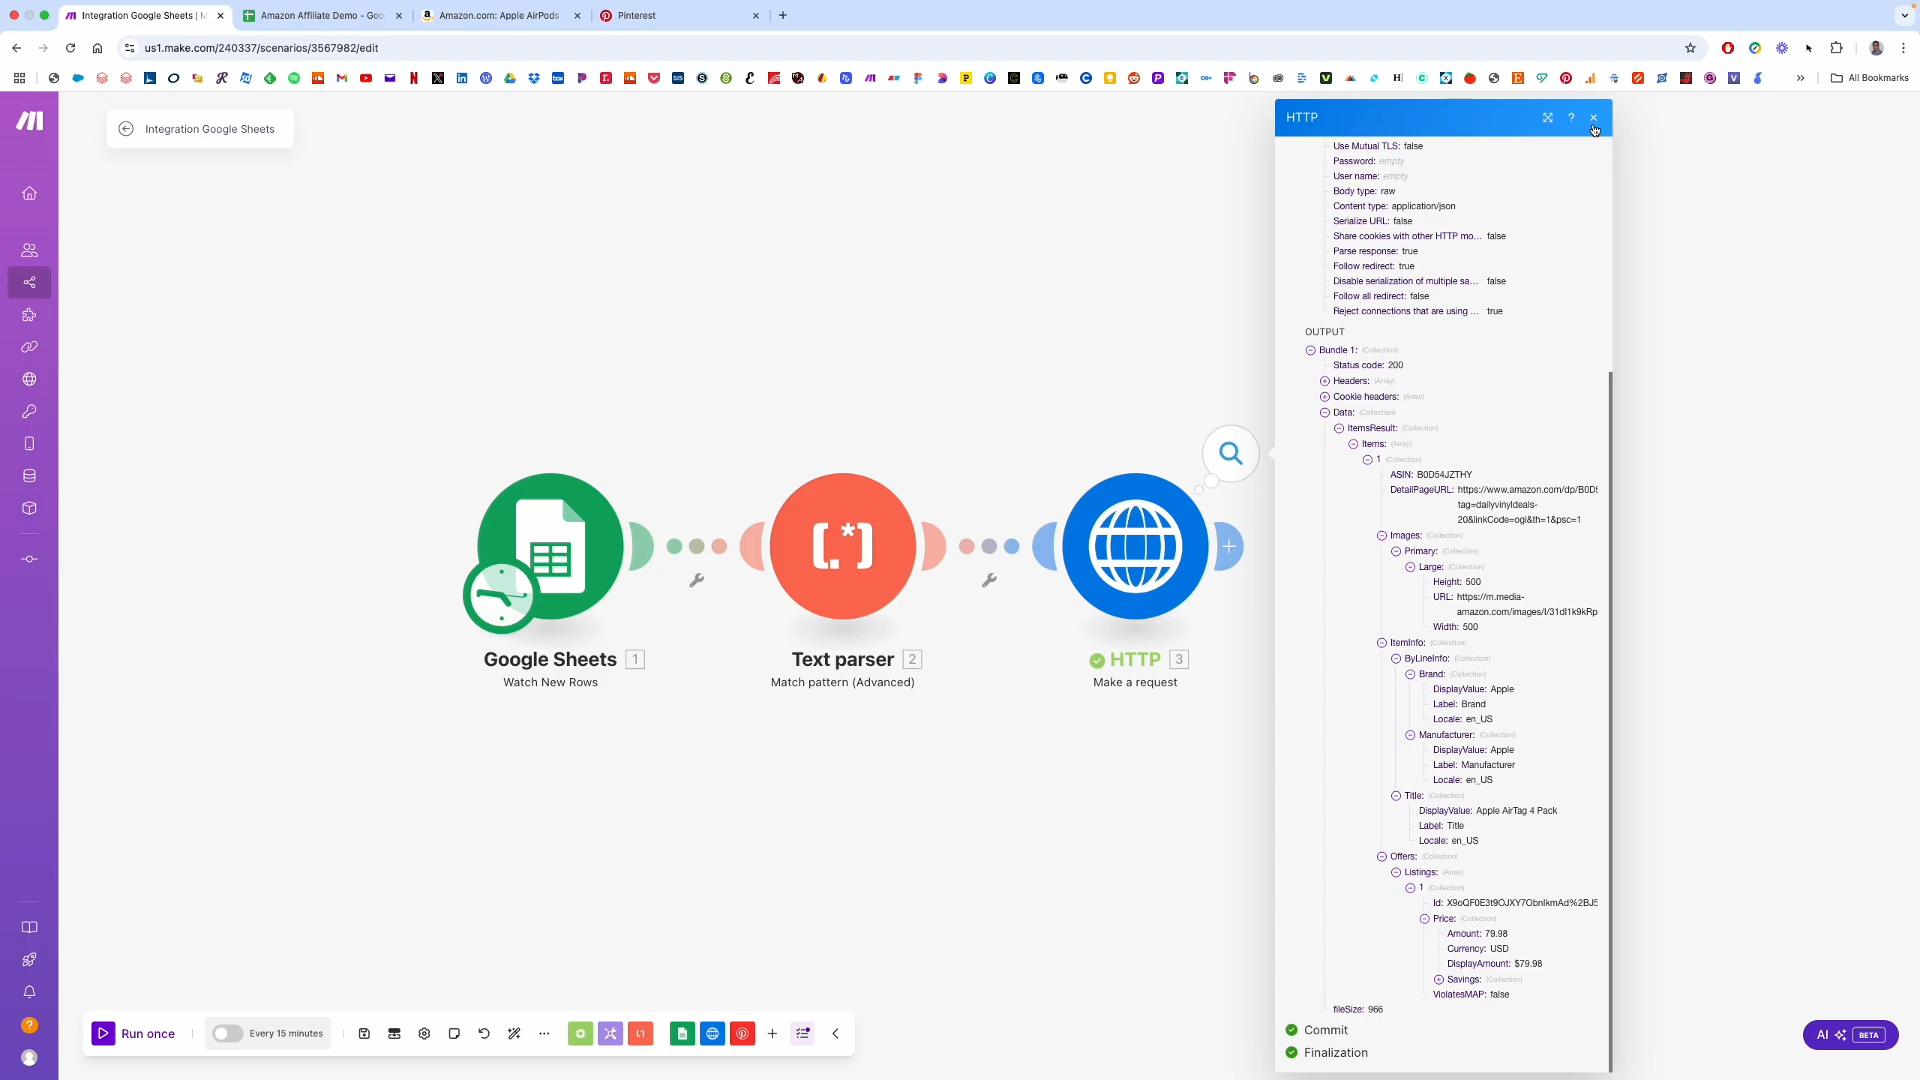 Integration Google Sheets | M
Amazon Affiliate Demo - Goo
Amazon.com: Apple AirPods
Pinterest
us1.make.com/240337/scenarios/3567982/edit
All Bookmarks
Integration Google Sheets
HTTP
Use Mutual TLS: false
Password: empty
User name: empty
Body type: raw
Content type: application/json
Serialize URL: false
Share cookies with other HTTP mo... false
Parse response: true
Follow redirect: true
Disable serialization of multiple sa... false
Follow all redirect: false
Reject connections that are using ... true
OUTPUT
Bundle 1: (Collection)
Status code: 200
Headers: (Array)
Cookie headers: (Array)
Data: (Collection)
ItemsResult: (Collection)
Items: (Array)
1 (Collection)
ASIN: B0D54JZTHY
DetailPageURL: https://www.amazon.com/dp/B0D5
tag=dailyvinyldeals-
20&linkCode=ogi&th=1&psc=1
Images: (Collection)
Primary: (Collection)
Large: (Collection)
Height: 500
URL: https://m.media-
amazon.com/images/I/31dl1k9kRp
Width: 500
ItemInfo: (Collection)
ByLineInfo: (Collection)
Brand: (Collection)
DisplayValue: Apple
Label: Brand
Locale: en_US
Manufacturer: (Collection)
DisplayValue: Apple
Label: Manufacturer
Locale: en_US
Title: (Collection)
DisplayValue: Apple AirTag 4 Pack
Label: Title
Locale: en_US
Offers: (Collection)
Listings: (Array)
1 (Collection)
Id: X9oQF0E3t9OJXY7ObnlkmAd%2BJ5
Price: (Collection)
Amount: 79.98
Currency: USD
DisplayAmount: $79.98
Savings: (Collection)
ViolatesMAP: false
fileSize: 966
Commit
Finalization
Google Sheets 1
Watch New Rows
Text parser 2
Match pattern (Advanced)
HTTP 3
Make a request
Run once
Every 15 minutes
AI BETA